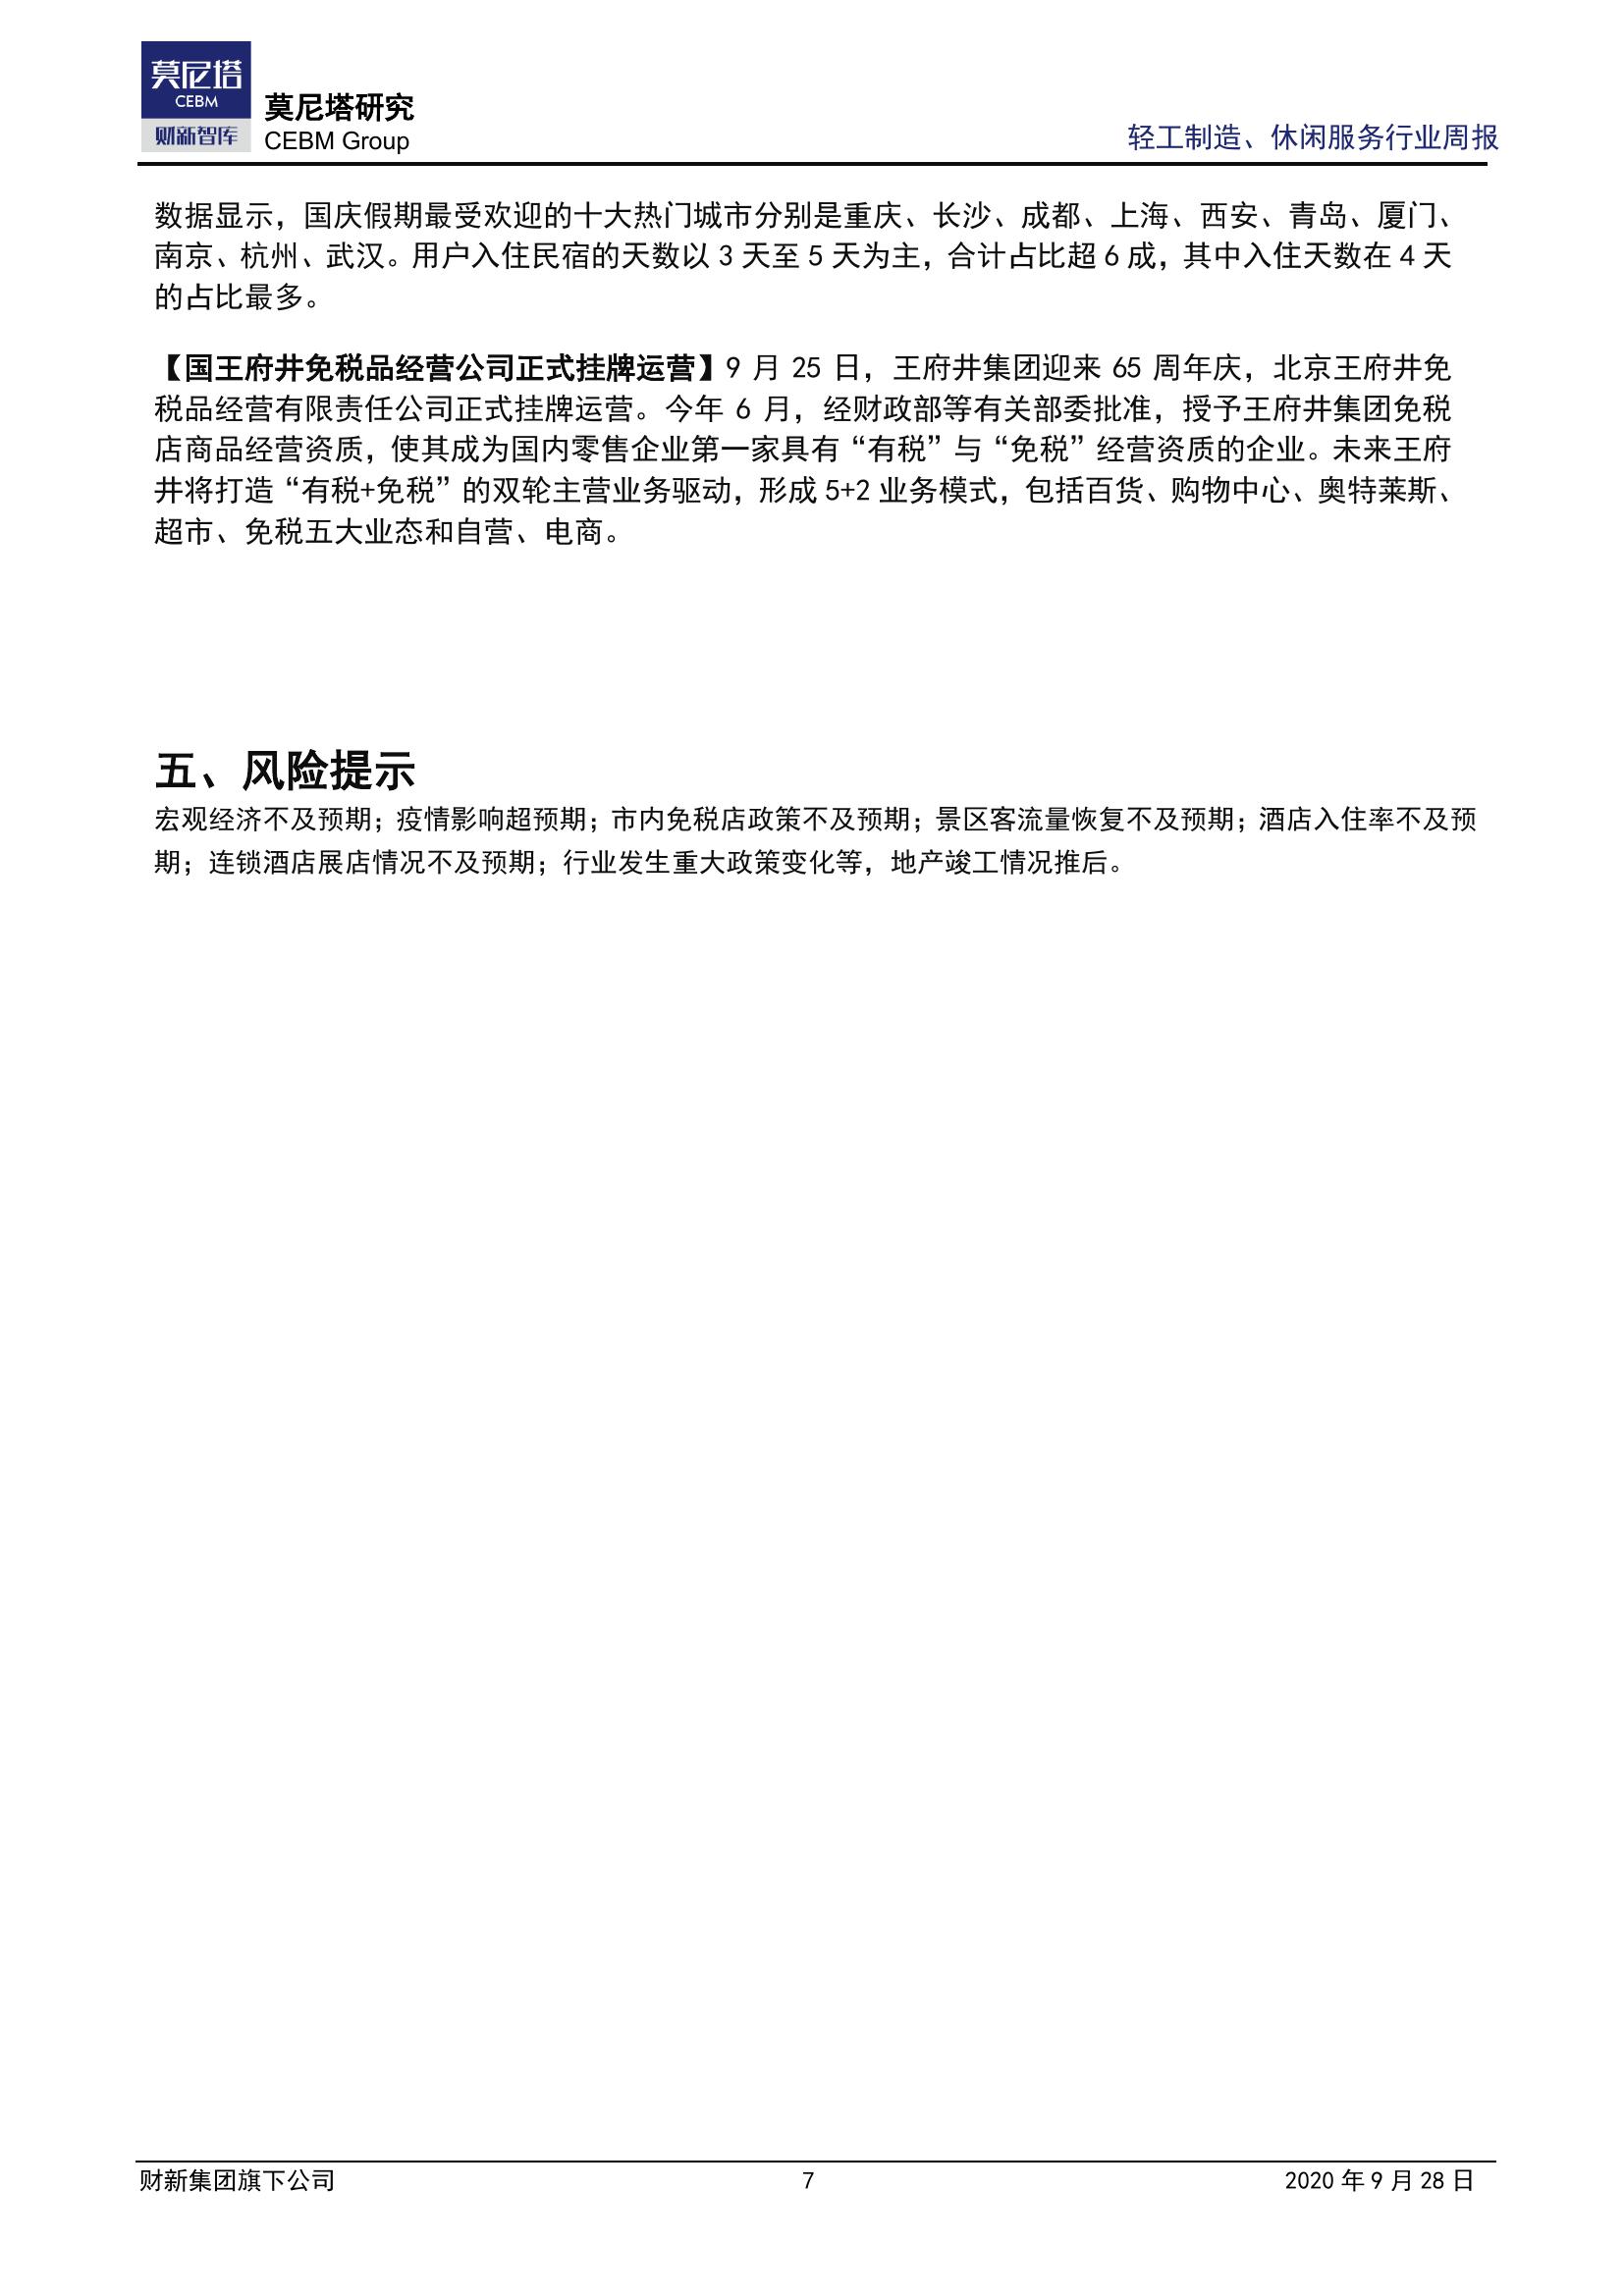 莫尼塔
CEBM
财新智库
莫尼塔研究
CEBM Group
轻工制造、休闲服务行业周报
数据显示，国庆假期最受欢迎的十大热门城市分别是重庆、长沙、成都、上海、西安、青岛、厦门、
南京、杭州、武汉。用户入住民宿的天数以 3 天至 5 天为主，合计占比超 6 成，其中入住天数在 4 天
的占比最多。
【国王府井免税品经营公司正式挂牌运营】9 月 25 日，王府井集团迎来 65 周年庆，北京王府井免
税品经营有限责任公司正式挂牌运营。今年 6 月，经财政部等有关部委批准，授予王府井集团免税
店商品经营资质，使其成为国内零售企业第一家具有“有税”与“免税”经营资质的企业。未来王府
井将打造“有税+免税”的双轮主营业务驱动，形成 5+2 业务模式，包括百货、购物中心、奥特莱斯、
超市、免税五大业态和自营、电商。
五、风险提示
宏观经济不及预期；疫情影响超预期；市内免税店政策不及预期；景区客流量恢复不及预期；酒店入住率不及预
期；连锁酒店展店情况不及预期；行业发生重大政策变化等，地产竣工情况推后。
财新集团旗下公司
7
2020 年 9 月 28 日